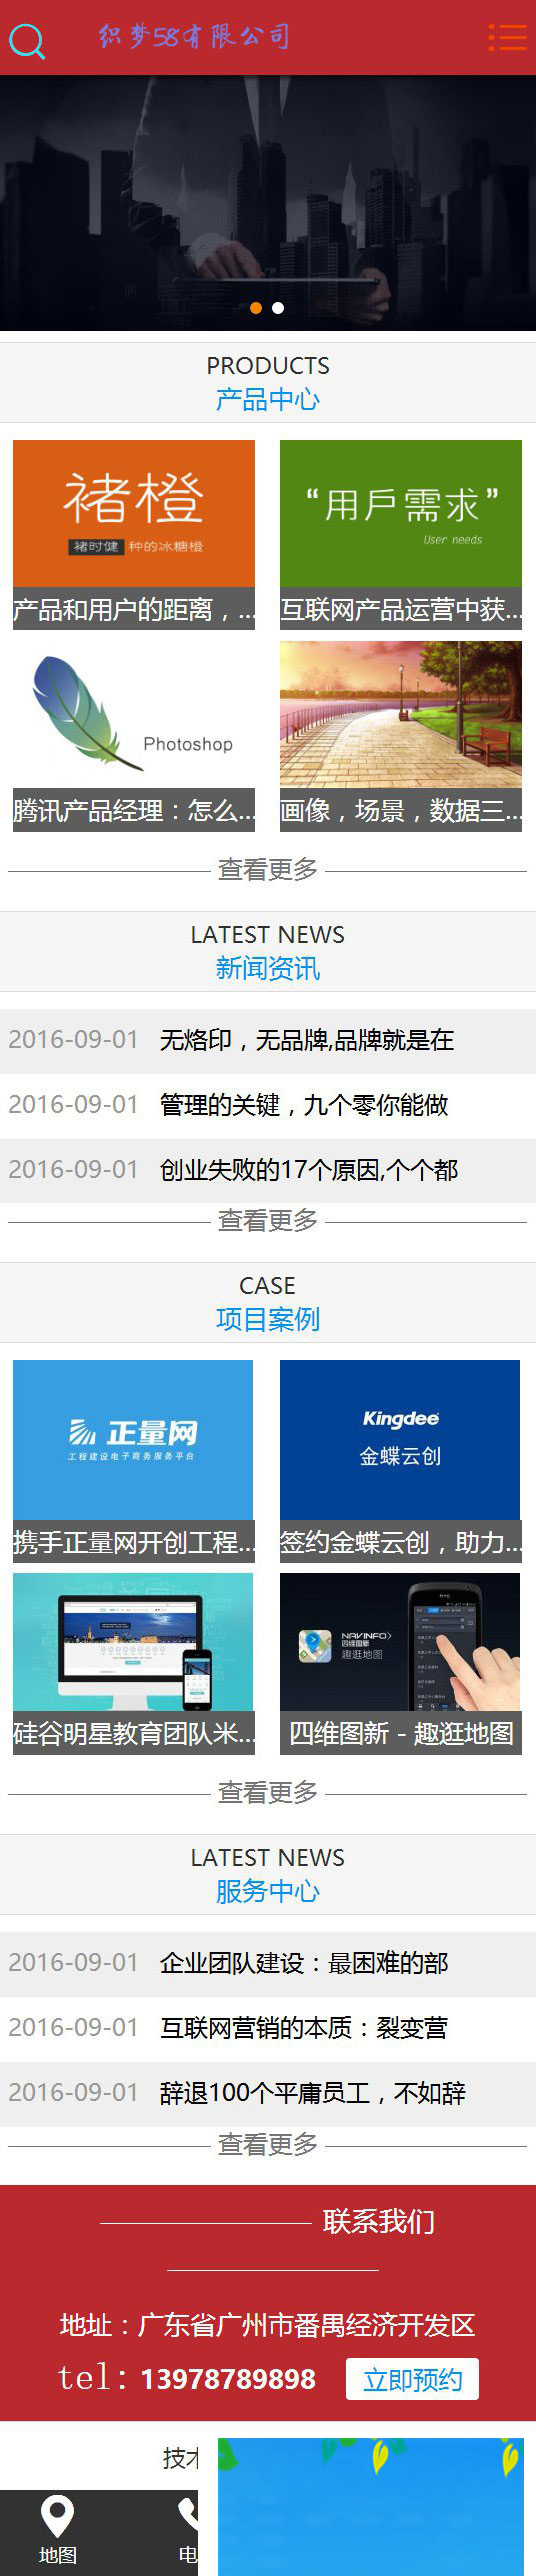 织梦58有限公司
PRODUCTS
产品中心
褚橙
褚时健 种的冰糖橙
“用戶需求”
User needs
产品和用户的距离，...
互联网产品运营中获...
Photoshop
腾讯产品经理：怎么...
画像，场景，数据三...
查看更多
LATEST NEWS
新闻资讯
2016-09-01 无烙印，无品牌,品牌就是在
2016-09-01 管理的关键，九个零你能做
2016-09-01 创业失败的17个原因,个个都
查看更多
CASE
项目案例
正量网
工程建设电子商务服务平台
Kingdee
金蝶云创
携手正量网开创工程...
签约金蝶云创，助力...
NAVINFO
四维图新
趣逛地图
硅谷明星教育团队米...
四维图新－趣逛地图
查看更多
LATEST NEWS
服务中心
2016-09-01 企业团队建设：最困难的部
2016-09-01 互联网营销的本质：裂变营
2016-09-01 辞退100个平庸员工，不如辞
查看更多
联系我们
地址：广东省广州市番禺经济开发区
tel：13978789898 立即预约
技
地图